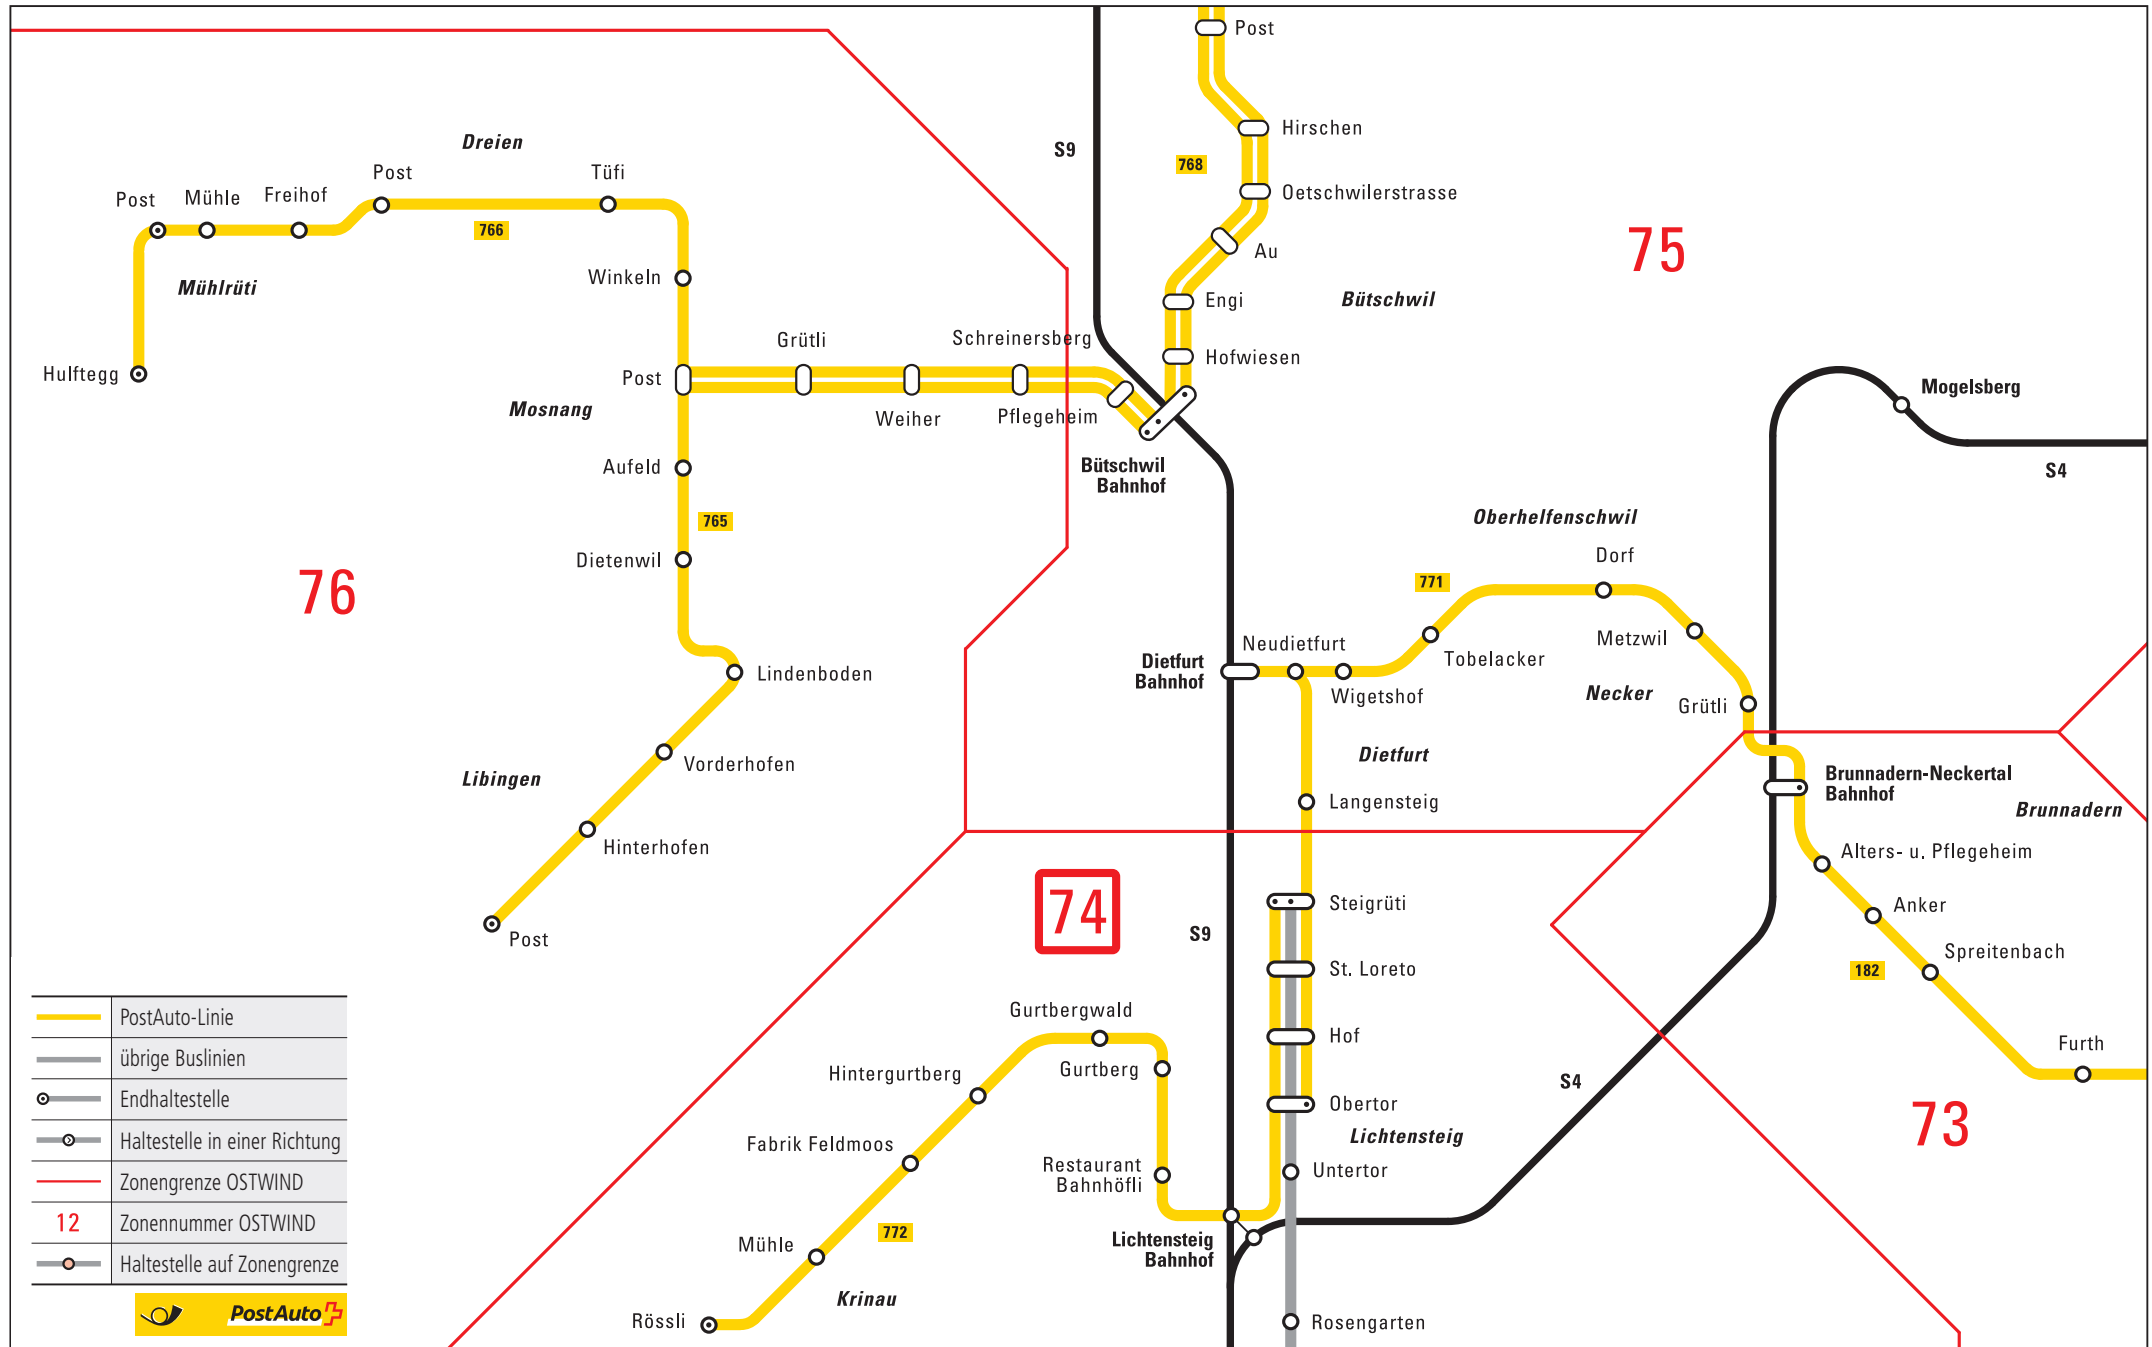 Post
Hirschen
S9
768
Oetschwilerstrasse
Au
75
Engi
Bütschwil
Hofwiesen
Dreien
Post
Tüfi
Post
Mühle
Freihof
766
Mühlrüti
Winkeln
Hulftegg
Grütli
Schreinersberg
Post
Mosnang
Weiher
Pflegeheim
Bütschwil
Bahnhof
Mogelsberg
S4
Aufeld
765
Dietenwil
76
Oberhelfenschwil
Dorf
771
Neudietfurt
Metzwil
Dietfurt
Bahnhof
Tobelacker
Wigetshof
Necker
Grütli
Lindenboden
Vorderhofen
Libingen
Hinterhofen
Post
Dietfurt
Langensteig
Brunnadern-Neckertal
Bahnhof
Brunnadern
Alters- u. Pflegeheim
Anker
Spreitenbach
182
Furth
73
74
S9
Steigrüti
St. Loreto
Hof
Obertor
Lichtensteig
Untertor
S4
Gurtbergwald
Gurtberg
Hintergurtberg
Fabrik Feldmoos
Restaurant
Bahnhöfli
772
Mühle
Lichtensteig
Bahnhof
Krinau
Rössli
Rosengarten
PostAuto-Linie
übrige Buslinien
Endhaltestelle
Haltestelle in einer Richtung
Zonengrenze OSTWIND
12 Zonennummer OSTWIND
Haltestelle auf Zonengrenze
PostAuto